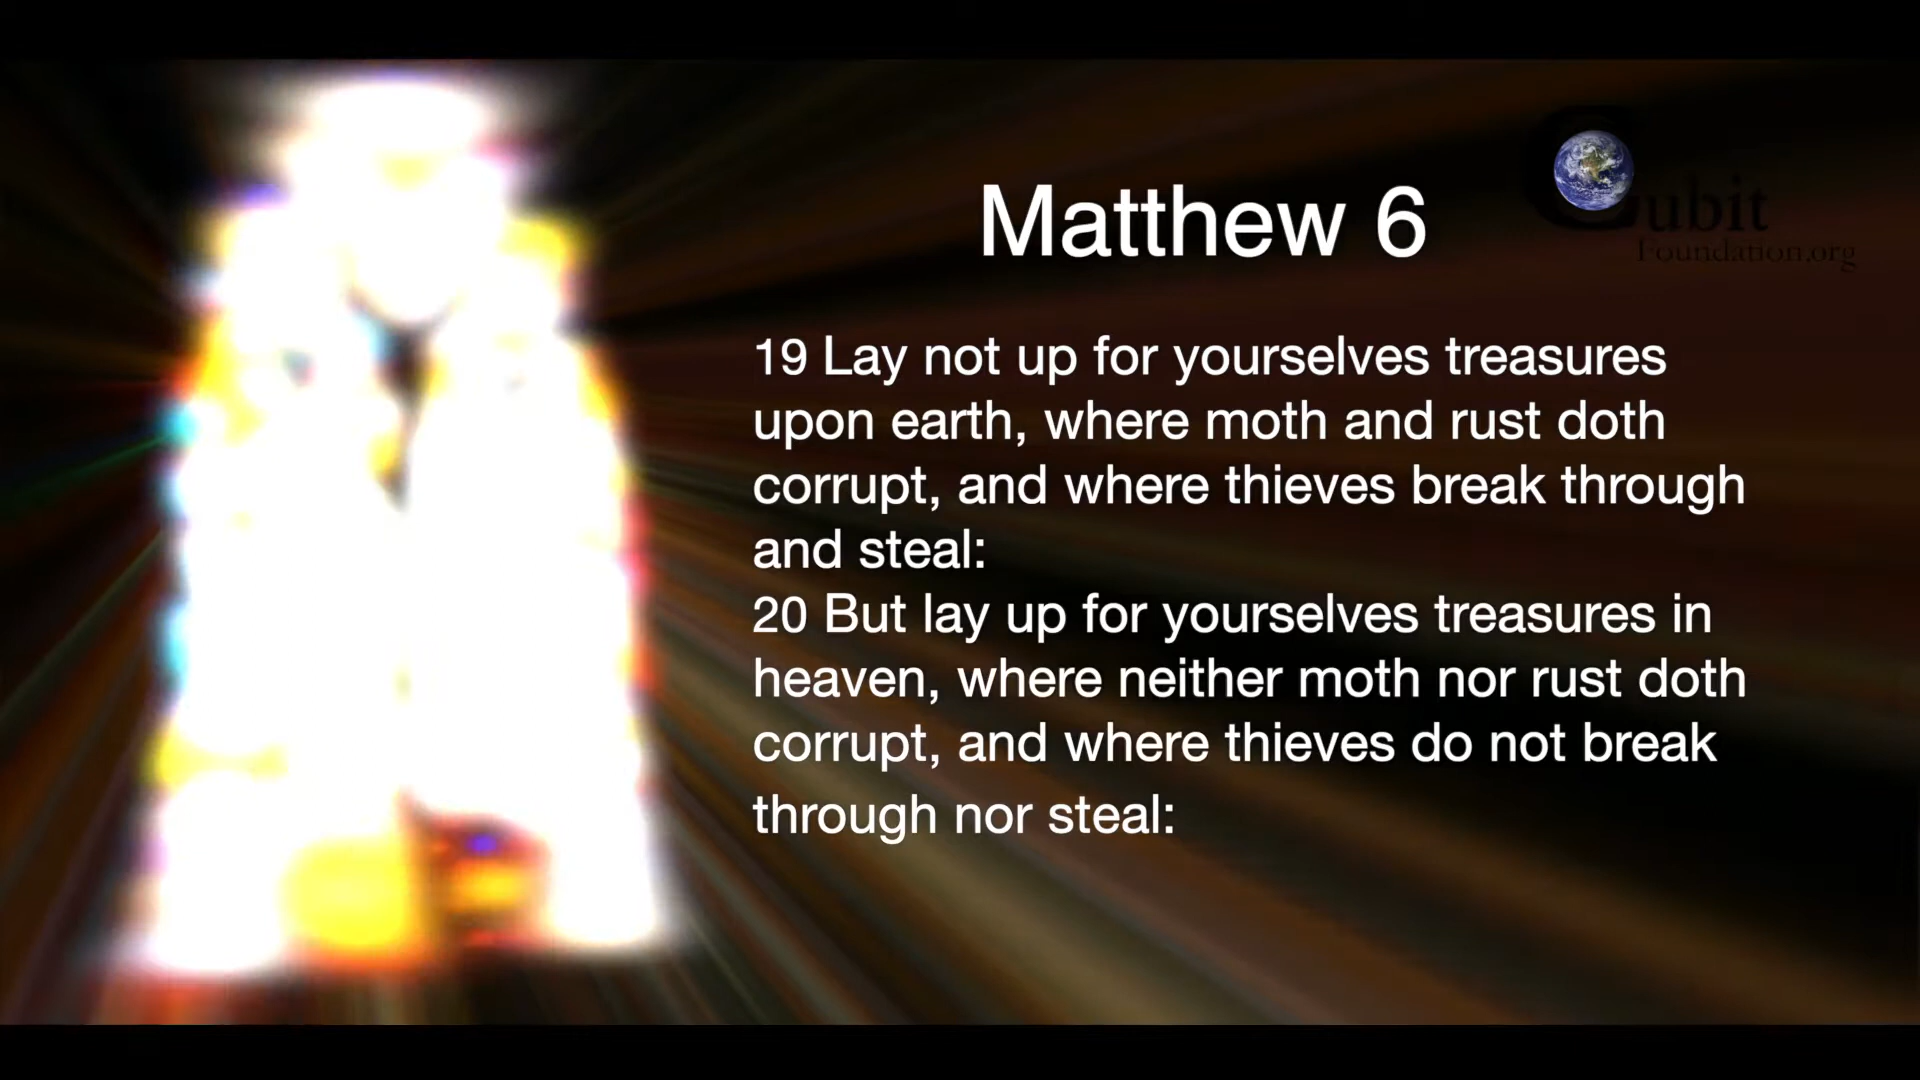 Matthew 6
ubit
Foundation.org
19 Lay not up for yourselves treasures
upon earth, where moth and rust doth
corrupt, and where thieves break through
and steal:
20 But lay up for yourselves treasures in
heaven, where neither moth nor rust doth
corrupt, and where thieves do not break
through nor steal: